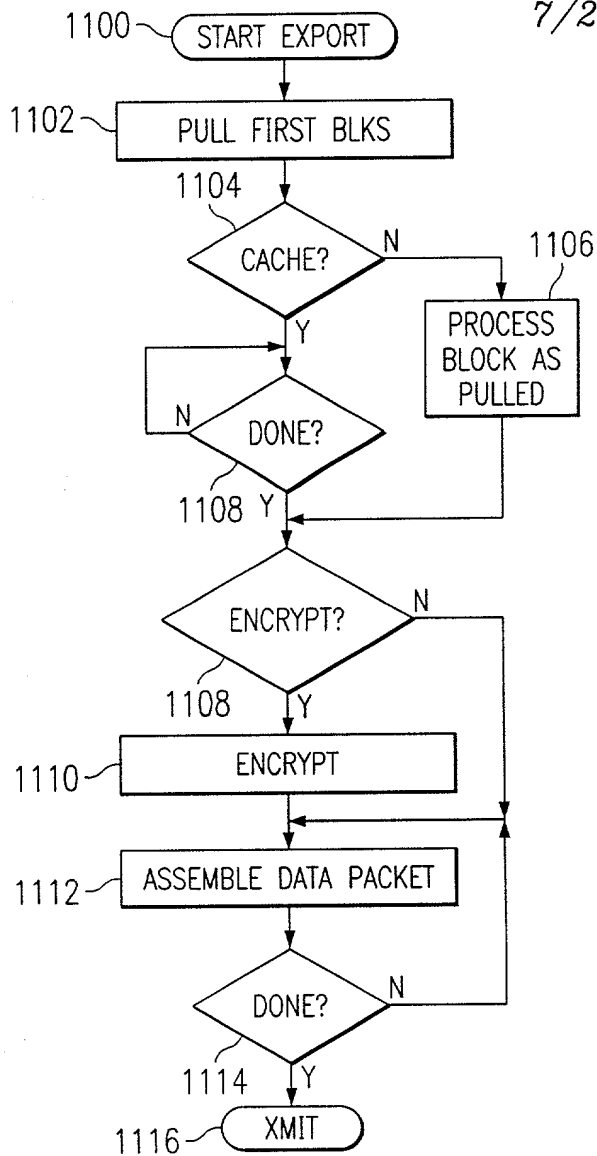 7/2
1100
START EXPORT
1102
PULL FIRST BLKS
1104
CACHE?
N
1106
Y
PROCESS
BLOCK AS
PULLED
N
DONE?
1108
Y
ENCRYPT?
N
1108
Y
1110
ENCRYPT
1112
ASSEMBLE DATA PACKET
DONE?
N
1114
Y
1116
XMIT